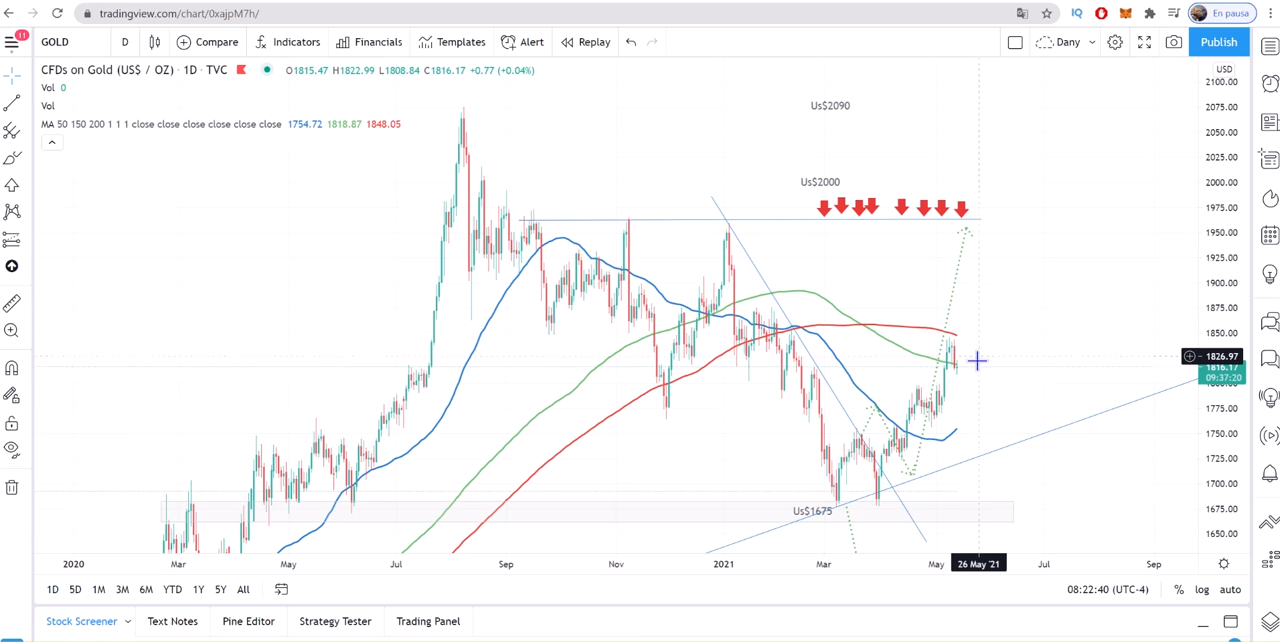 tradingview.com/chart/0xajpM7h/
En pausa
11
GOLD D Compare Indicators Financials Templates Alert Replay Dany Publish
CFDs on Gold (US$ / OZ) · 1D · TVC O1815.47 H1822.99 L1808.84 C1816.17 +0.77 (+0.04%)
USD
Vol 0
Vol
MA 50 150 200 1 1 1 close close close close close close 1754.72 1818.87 1848.05
2100.00
2075.00
2050.00
2025.00
2000.00
1975.00
1950.00
1925.00
1900.00
1875.00
1850.00
1826.97
1816.17
09:37:20
1775.00
1750.00
1725.00
1700.00
1675.00
1650.00
Us$2090
Us$2000
Us$1675
2020 Mar May Jul Sep Nov 2021 Mar May 26 May '21 Jul Sep
1D 5D 1M 3M 6M YTD 1Y 5Y All 08:22:40 (UTC-4) % log auto
Stock Screener Text Notes Pine Editor Strategy Tester Trading Panel